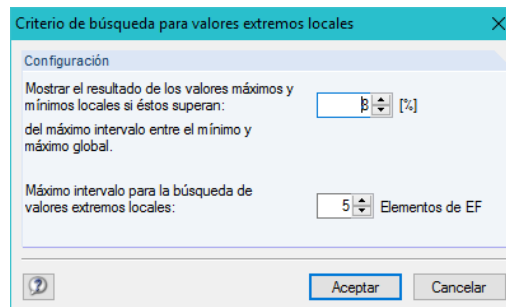 Criterio de búsqueda para valores extremos locales
Configuración
Mostrar el resultado de los valores máximos y
mínimos locales si éstos superan:
8 [%]
del máximo intervalo entre el mínimo y
máximo global.
Máximo intervalo para la búsqueda de
valores extremos locales:
5 Elementos de EF
Aceptar Cancelar